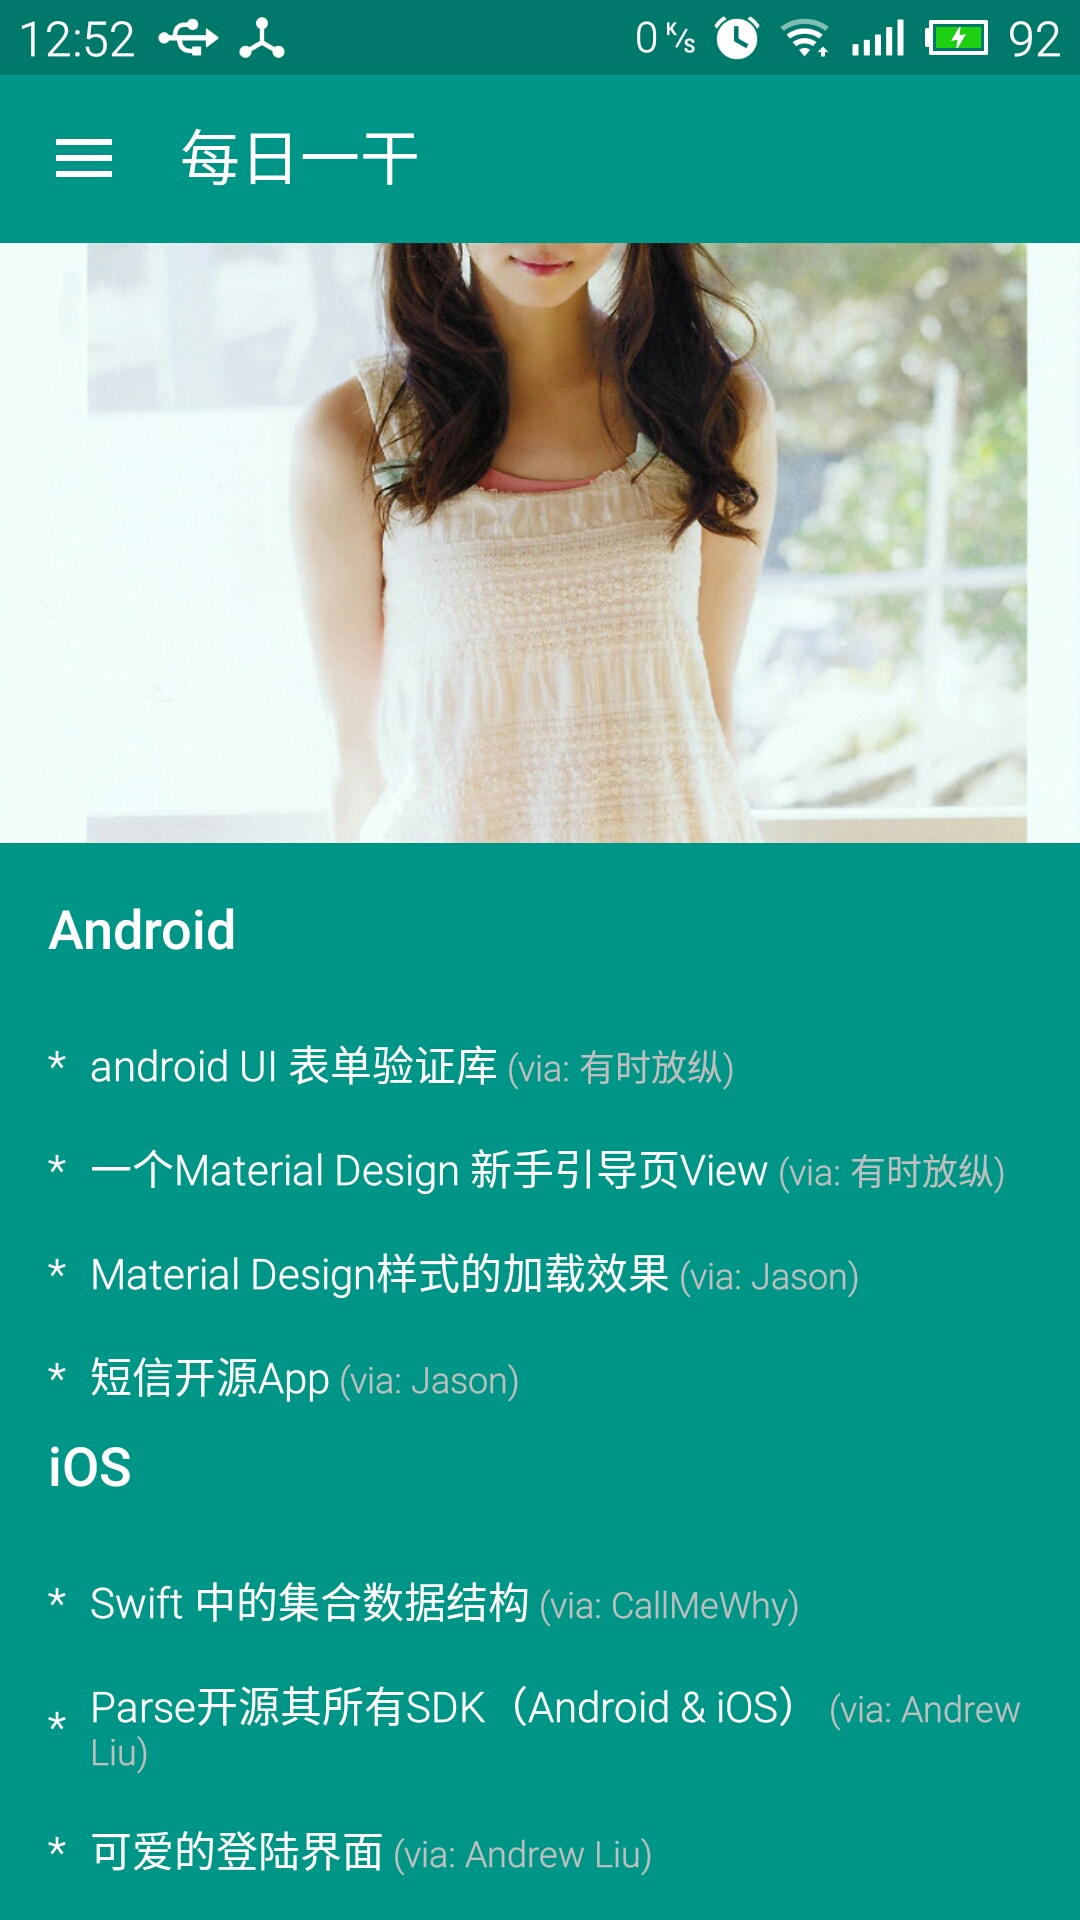 12:52 0 K/s 92
每日一干
Android
* android UI 表单验证库 (via: 有时放纵)
* 一个Material Design 新手引导页View (via: 有时放纵)
* Material Design样式的加载效果 (via: Jason)
* 短信开源App (via: Jason)
iOS
* Swift 中的集合数据结构 (via: CallMeWhy)
* Parse开源其所有SDK（Android & iOS） (via: Andrew
Liu)
* 可爱的登陆界面 (via: Andrew Liu)